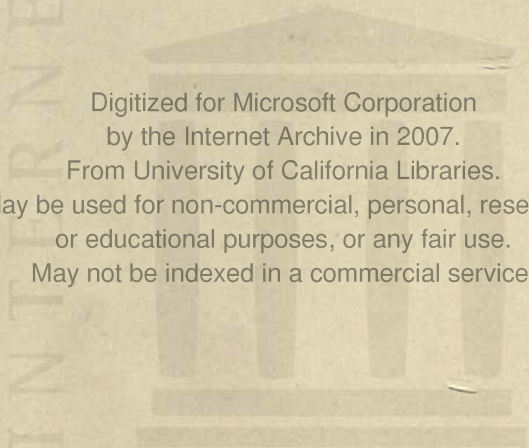 Digitized for Microsoft Corporation
by the Internet Archive in 2007.
From University of California Libraries.
ay be used for non-commercial, personal, rese
or educational purposes, or any fair use.
May not be indexed in a commercial service